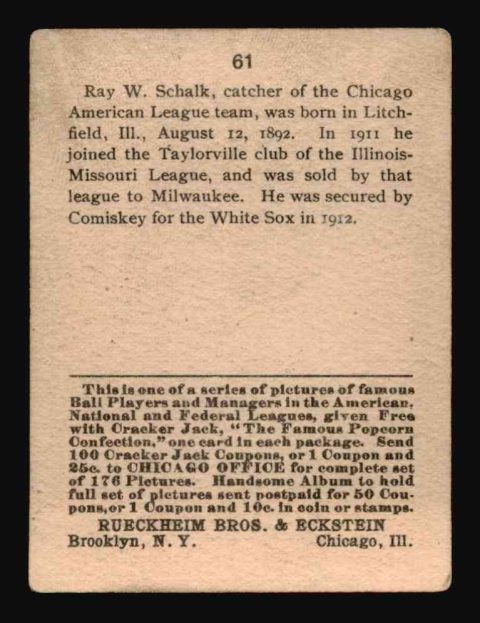 61
Ray W. Schalk, catcher of the Chicago
American League team, was born in Litch-
field, Ill., August 12, 1892. In 1911 he
joined the Taylorville club of the Illinois-
Missouri League, and was sold by that
league to Milwaukee. He was secured by
Comiskey for the White Sox in 1912.
This is one of a series of pictures of famous
Ball Players and Managers in the American,
National and Federal Leagues, given Free
with Cracker Jack, "The Famous Popcorn
Confection," one card in each package. Send
100 Cracker Jack Coupons, or 1 Coupon and
25c. to CHICAGO OFFICE for complete set
of 176 Pictures. Handsome Album to hold
full set of pictures sent postpaid for 50 Cou-
pons, or 1 Coupon and 10c. in coin or stamps.
RUECKHEIM BROS. & ECKSTEIN
Brooklyn, N. Y. Chicago, Ill.